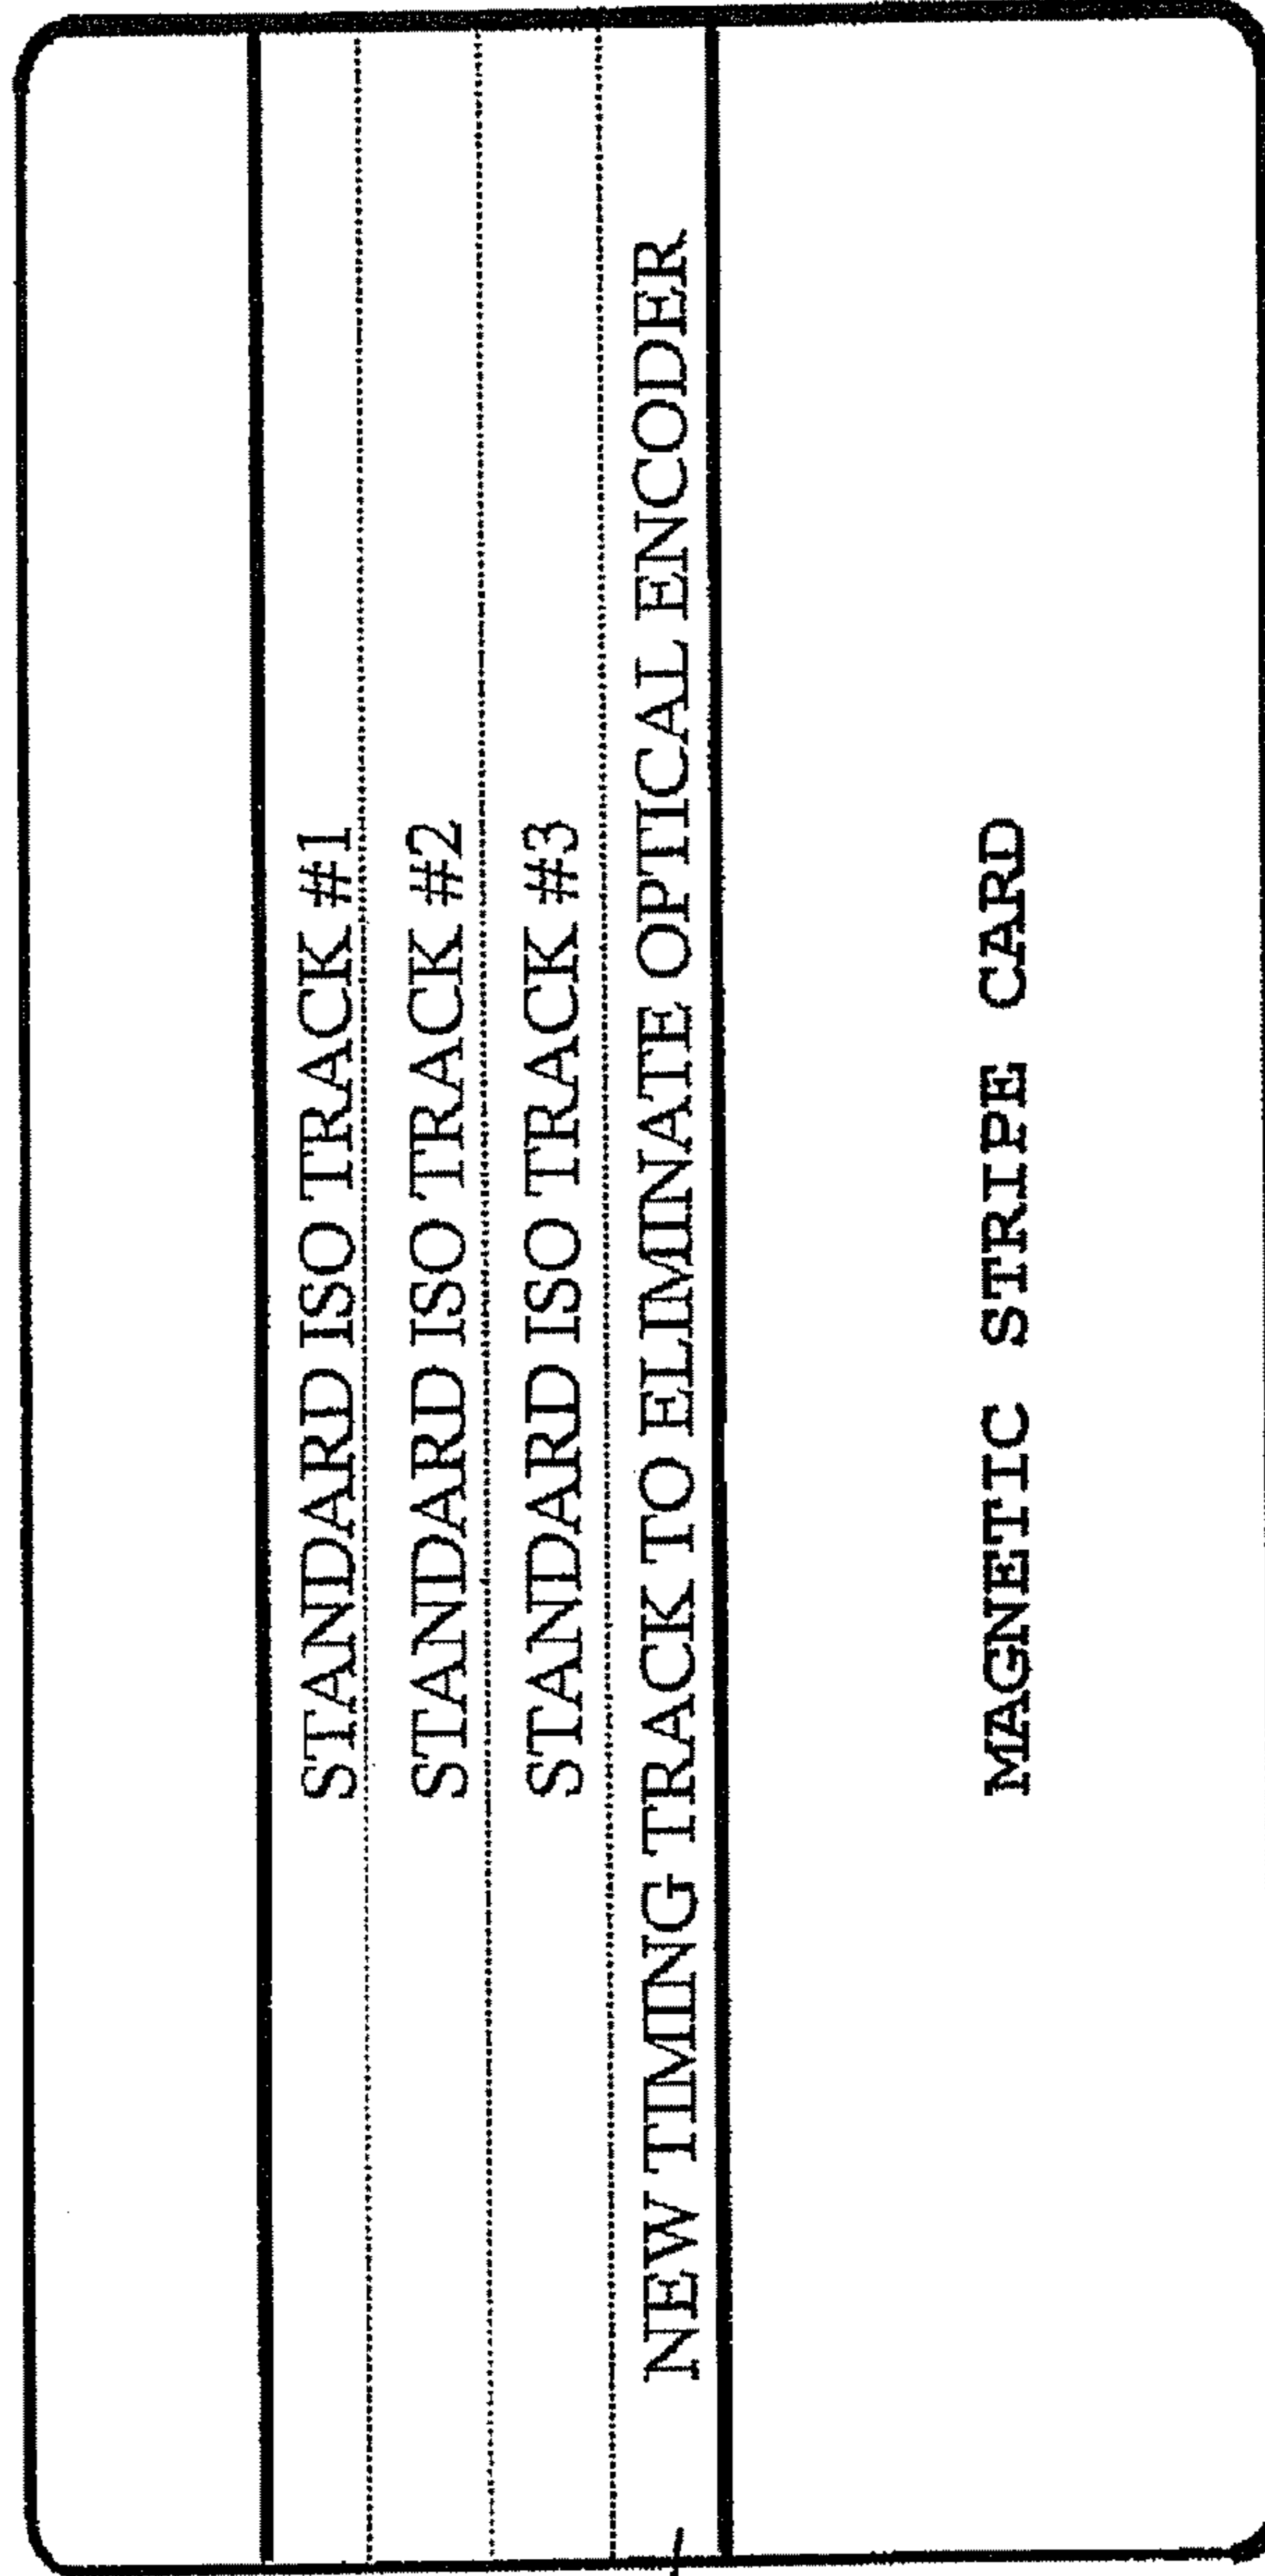 STANDARD ISO TRACK #1
STANDARD ISO TRACK #2
STANDARD ISO TRACK #3
NEW TIMING TRACK TO ELIMINATE OPTICAL ENCODER
MAGNETIC STRIPE CARD